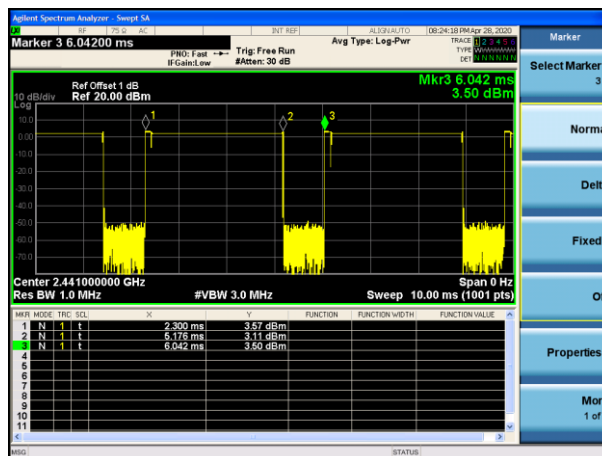 Agilent Spectrum Analyzer - Swept SA
RF 75 Ω AC INT REF ALIGN AUTO 08:24:18 PM Apr 28, 2020
Marker 3 6.04200 ms
PNO: Fast Trig: Free Run Avg Type: Log-Pwr
IFGain:Low #Atten: 30 dB
TRACE 1 2 3 4 5 6
TYPE W
DET N N N N N N
Marker
Select Marker
3
Ref Offset 1 dB
10 dB/div Ref 20.00 dBm
Log
Mkr3 6.042 ms
3.50 dBm
1
2
3
10.0
0.00
-10.0
-20.0
-30.0
-40.0
-50.0
-60.0
-70.0
Norma
Delt
Fixed
O
Properties
Mor
1 of
Center 2.441000000 GHz Span 0 Hz
Res BW 1.0 MHz #VBW 3.0 MHz Sweep 10.00 ms (1001 pts)
MKR MODE TRC SCL X Y FUNCTION FUNCTION WIDTH FUNCTION VALUE
1 N 1 t 2.300 ms 3.57 dBm
2 N 1 t 5.176 ms 3.11 dBm
3 N 1 t 6.042 ms 3.50 dBm
4
5
6
7
8
9
10
11
MSG STATUS